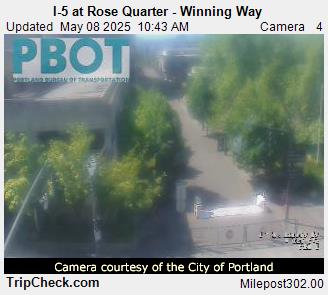 I-5 at Rose Quarter - Winning Way
Updated May 08 2025 10:43 AM Camera 4
PBOT
PORTLAND BUREAU OF TRANSPORTATION
Camera courtesy of the City of Portland
TripCheck.com Milepost302.00